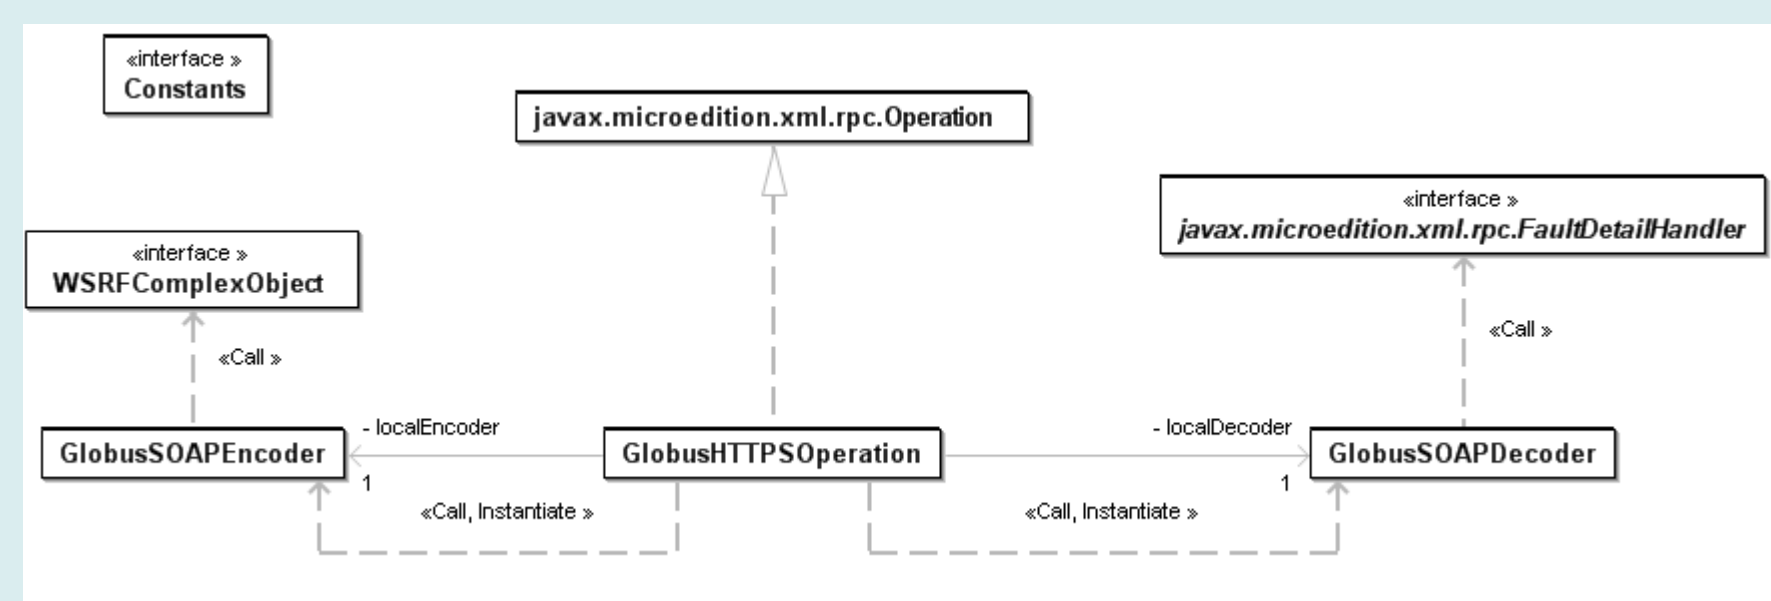 «interface »
Constants
javax.microedition.xml.rpc.Operation
«interface »
javax.microedition.xml.rpc.FaultDetailHandler
«interface »
WSRFComplexObject
«Call »
«Call »
- localEncoder
- localDecoder
GlobusSOAPEncoder
GlobusHTTPSOperation
GlobusSOAPDecoder
1
1
«Call, Instantiate »
«Call, Instantiate »